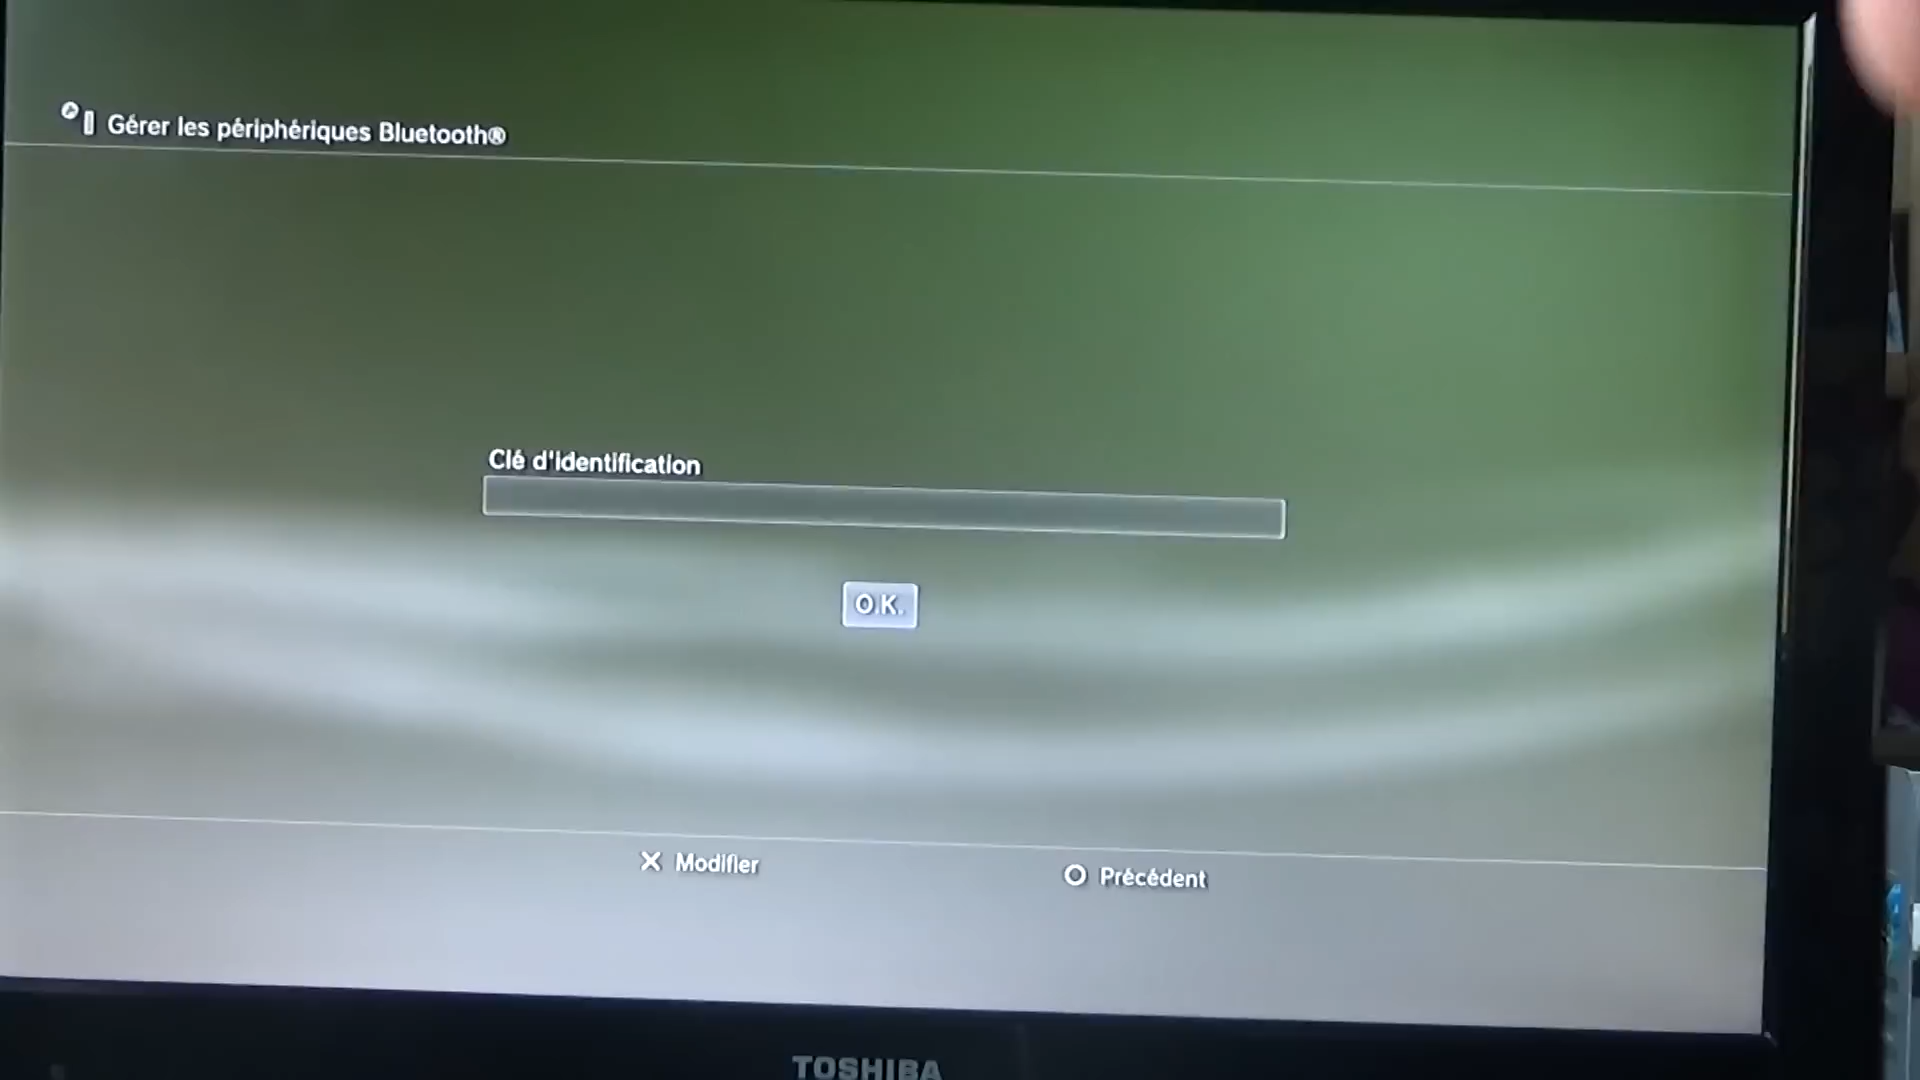 Gérer les périphériques Bluetooth®
Clé d'identification
O.K.
Modifier
Précédent
TOSHIBA